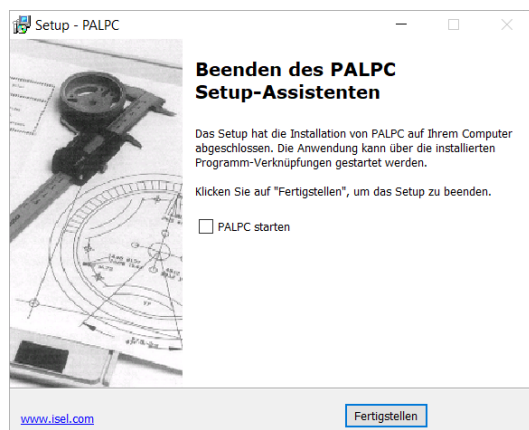 Setup - PALPC
Beenden des PALPC
Setup-Assistenten
Das Setup hat die Installation von PALPC auf Ihrem Computer
abgeschlossen. Die Anwendung kann über die installierten
Programm-Verknüpfungen gestartet werden.
Klicken Sie auf "Fertigstellen", um das Setup zu beenden.
PALPC starten
www.isel.com
Fertigstellen